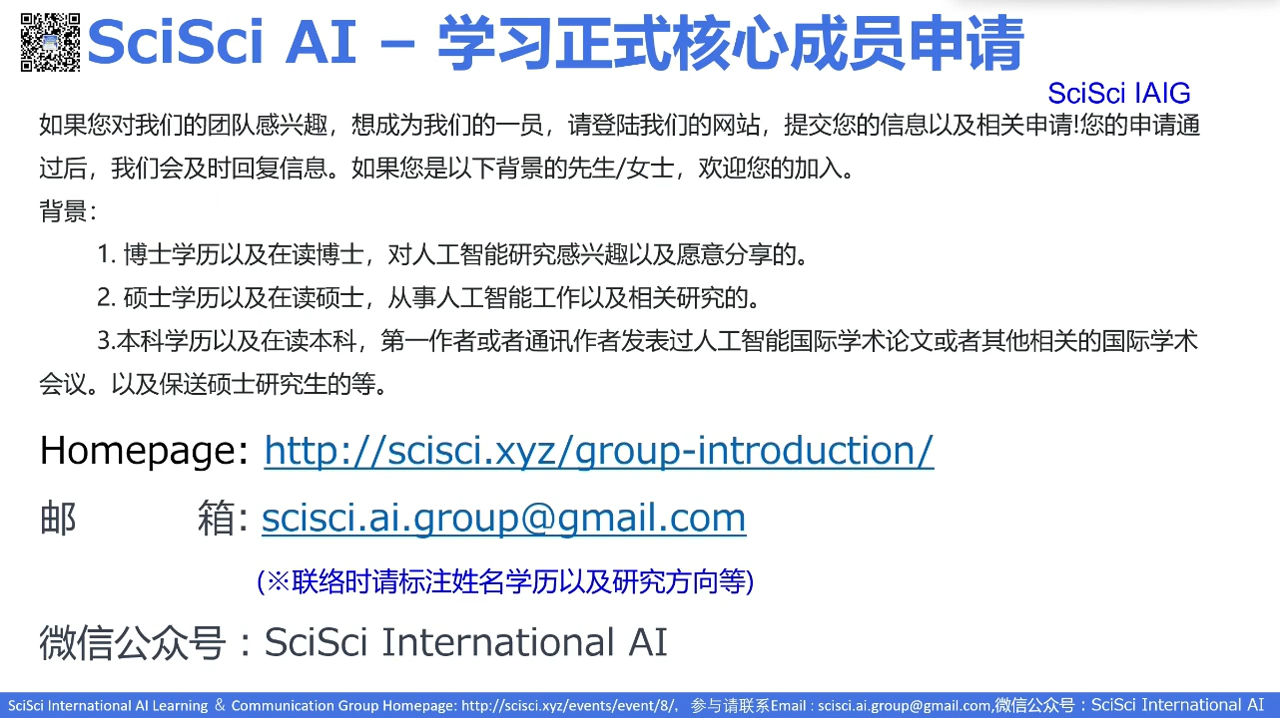 SciSci AI – 学习正式核心成员申请
SciSci IAIG
如果您对我们的团队感兴趣，想成为我们的一员，请登陆我们的网站，提交您的信息以及相关申请!您的申请通
过后，我们会及时回复信息。如果您是以下背景的先生/女士，欢迎您的加入。
背景：
1. 博士学历以及在读博士，对人工智能研究感兴趣以及愿意分享的。
2. 硕士学历以及在读硕士，从事人工智能工作以及相关研究的。
3.本科学历以及在读本科，第一作者或者通讯作者发表过人工智能国际学术论文或者其他相关的国际学术
会议。以及保送硕士研究生的等。
Homepage: http://scisci.xyz/group-introduction/
邮 箱: scisci.ai.group@gmail.com
(※联络时请标注姓名学历以及研究方向等)
微信公众号：SciSci International AI
SciSci International AI Learning ＆ Communication Group Homepage: http://scisci.xyz/events/event/8/, 参与请联系Email : scisci.ai.group@gmail.com,微信公众号：SciSci International AI